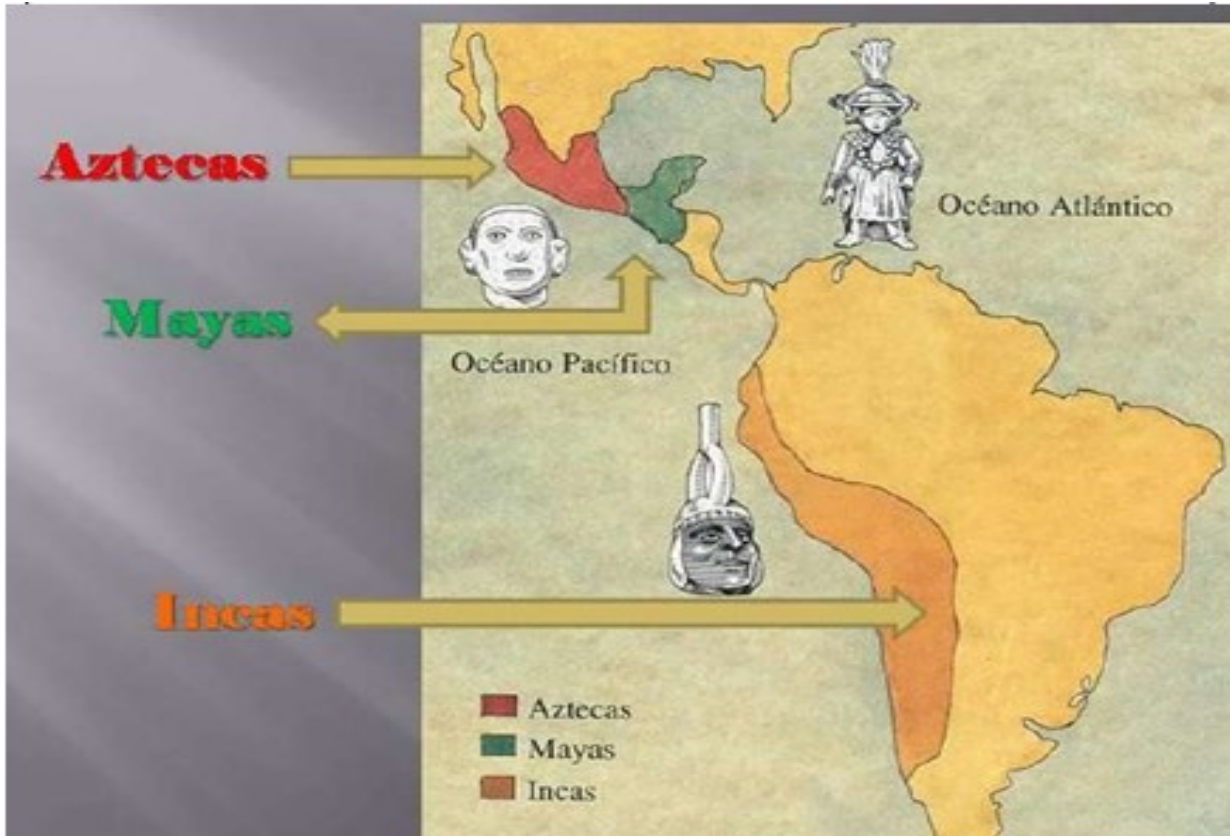 Aztecas
Océano Atlántico
Mayas
Océano Pacífico
Incas
Aztecas
Mayas
Incas